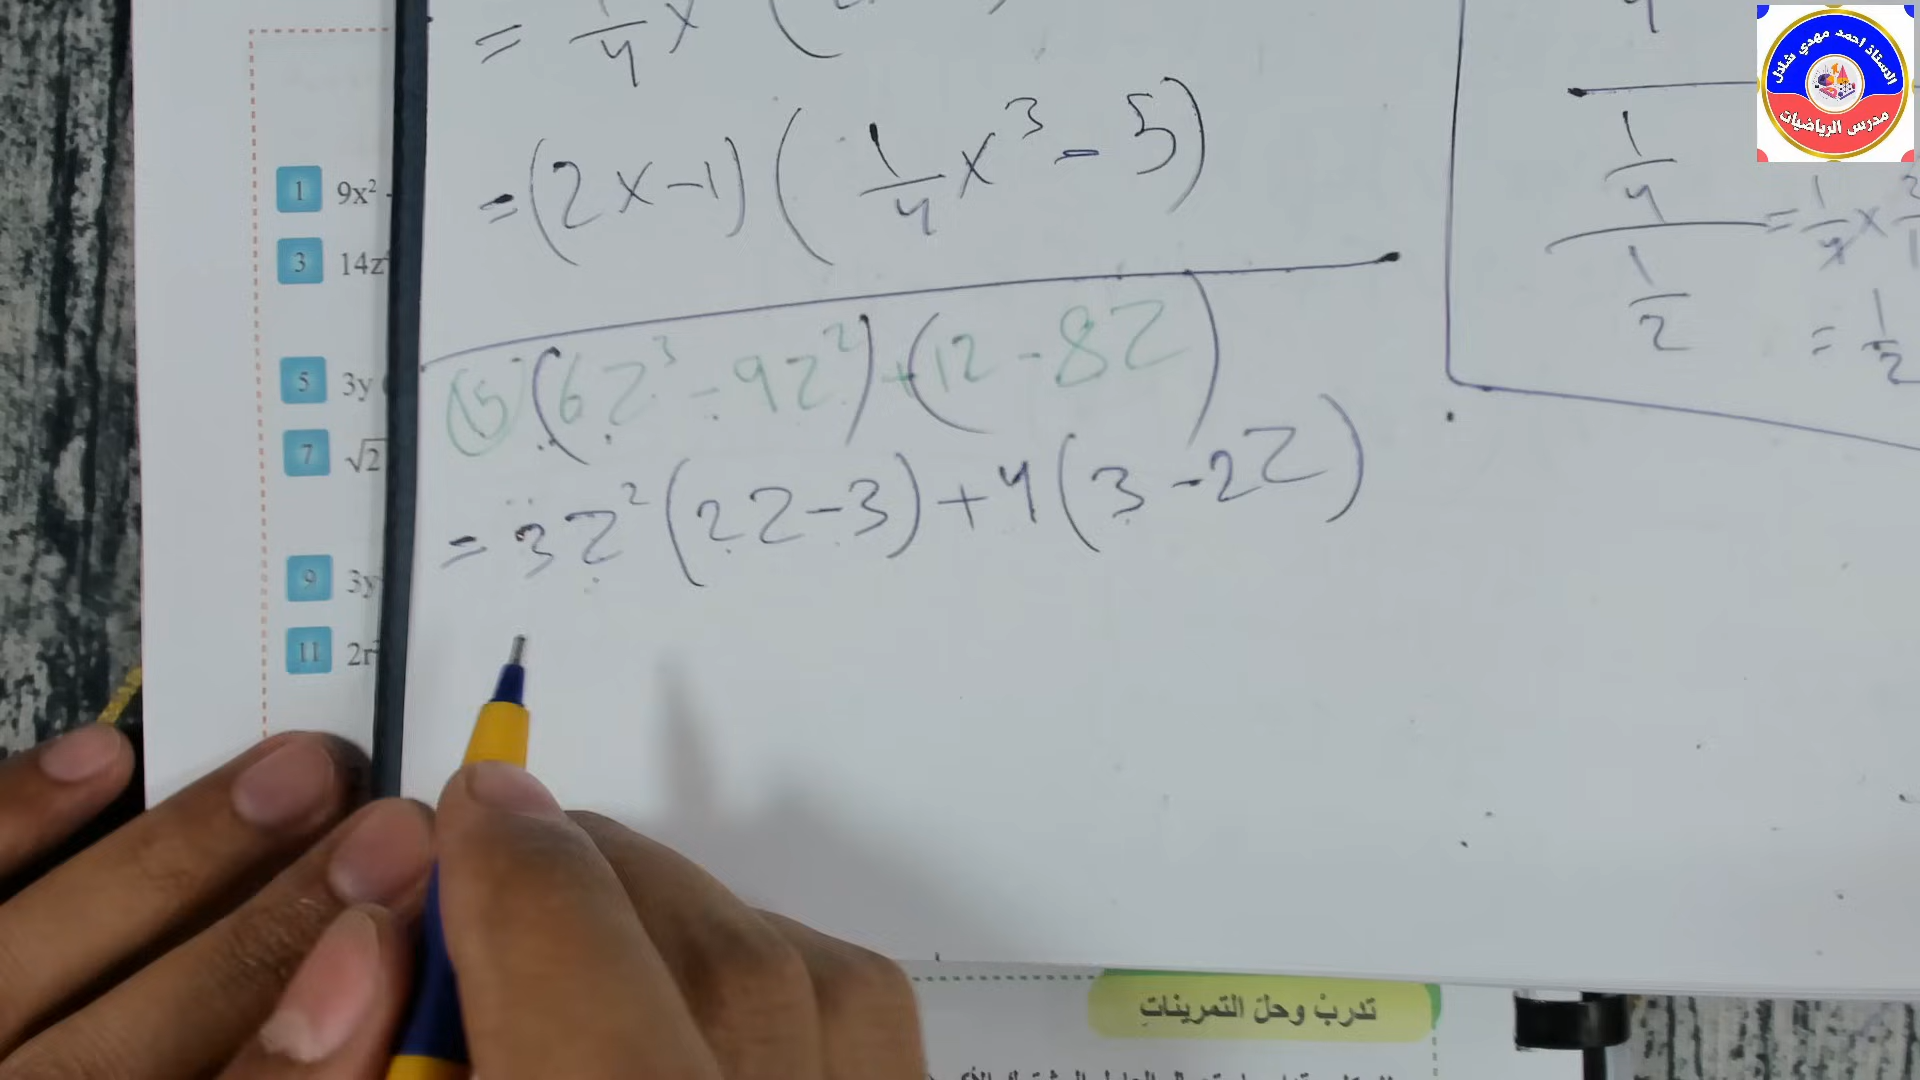 الاستاذ احمد مهدي شلال
مدرس الرياضيات
1 9x²
3 14z
5 3y
7 √2
9 3y
11 2r²
= 1/4 x (
= (2x-1) ( 1/4 x³ - 5)
15 (6Z³ - 9Z²) + (12 - 8Z)
= 3Z² (2Z-3) + 4 (3-2Z)
1/4
1/2
= 1/4 ×
= 1/2
تدربْ وحلّ التمرينات